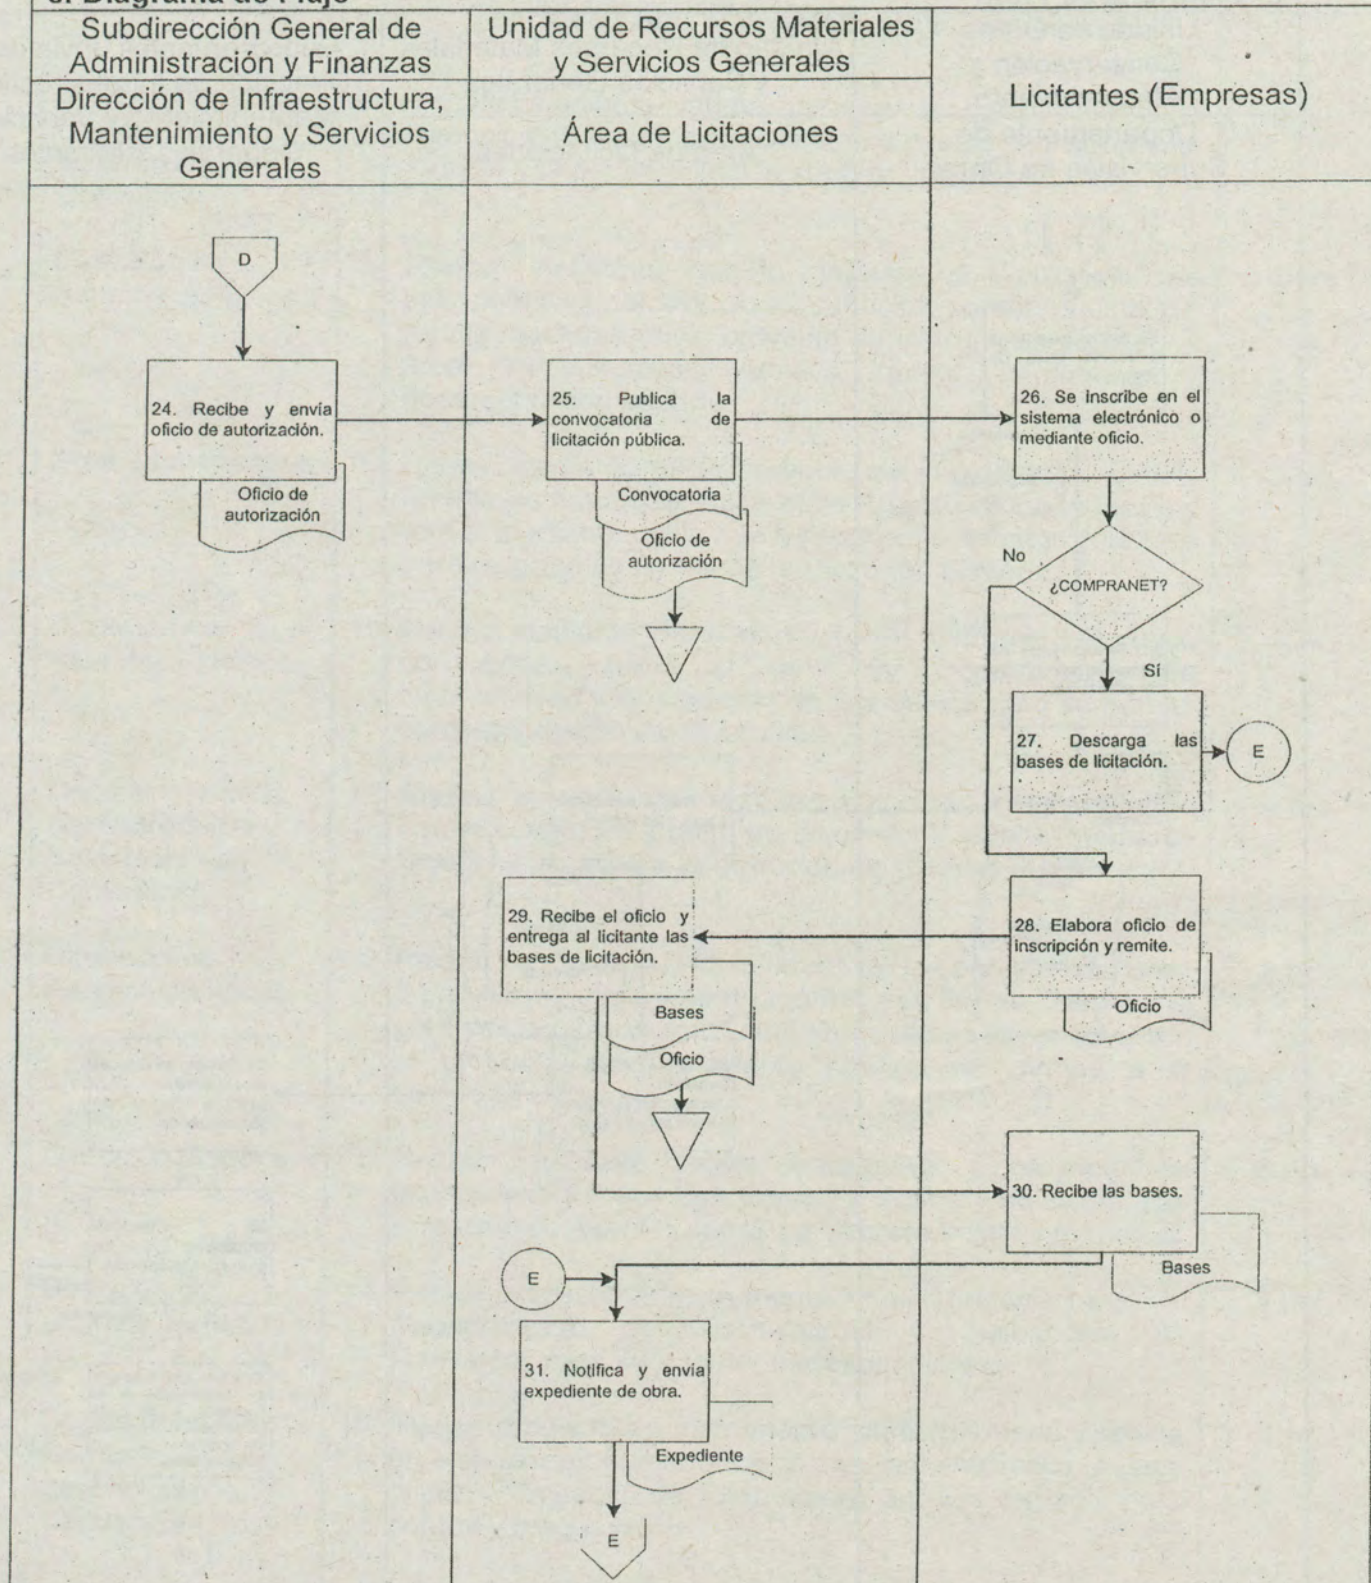 Subdirección General de
Administración y Finanzas
Unidad de Recursos Materiales
y Servicios Generales
Licitantes (Empresas)
Dirección de Infraestructura,
Mantenimiento y Servicios
Generales
Área de Licitaciones
D
24. Recibe y envía
oficio de autorización.
Oficio de
autorización
25. Publica la
convocatoria de
licitación pública.
Convocatoria
Oficio de
autorización
26. Se inscribe en el
sistema electrónico o
mediante oficio.
No
¿COMPRANET?
Sí
27. Descarga las
bases de licitación.
E
28. Elabora oficio de
inscripción y remite.
Oficio
29. Recibe el oficio y
entrega al licitante las
bases de licitación.
Bases
Oficio
30. Recibe las bases.
Bases
E
31. Notifica y envía
expediente de obra.
Expediente
E